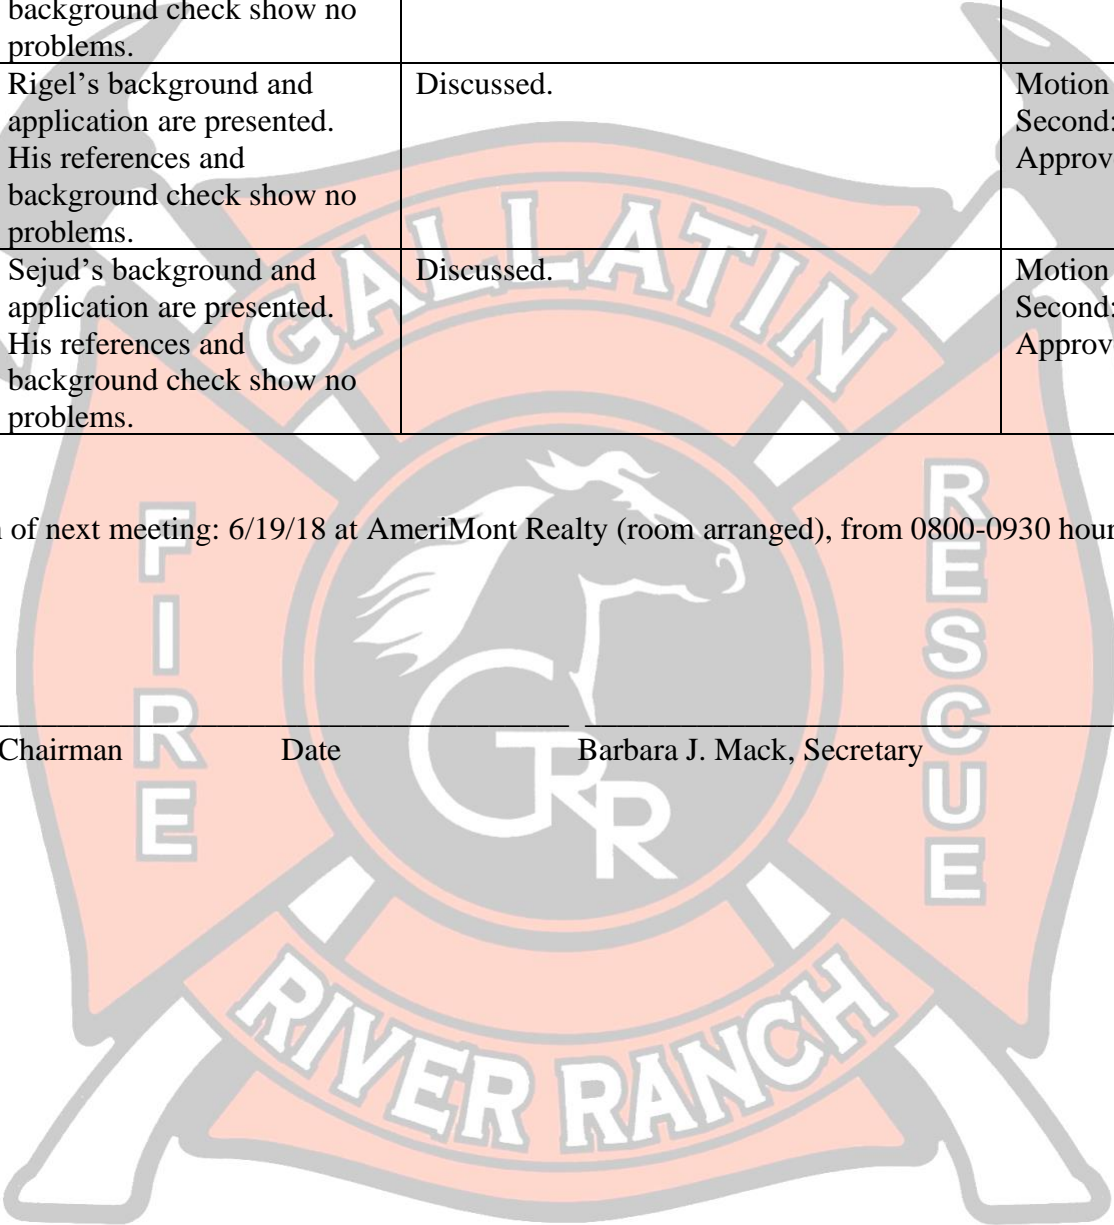 background check show no
problems.
Rigel’s background and
application are presented.
His references and
background check show no
problems.
Discussed.
Motion
Second:
Approv
Sejud’s background and
application are presented.
His references and
background check show no
problems.
Discussed.
Motion
Second:
Approv
of next meeting: 6/19/18 at AmeriMont Realty (room arranged), from 0800-0930 hour
Chairman Date Barbara J. Mack, Secretary
GALLATIN
FIRE
RESCUE
GRR
RIVER RANCH